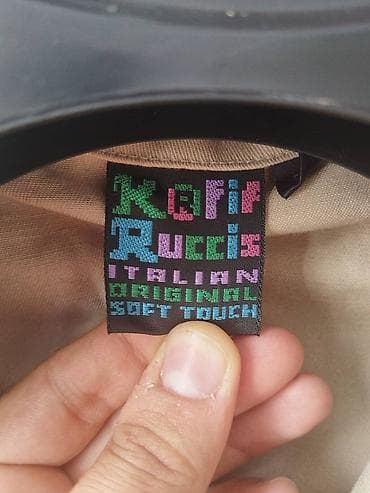 Kafif
Ruccis
ITALIAN
ORIGINAL
SOFT TOUCH